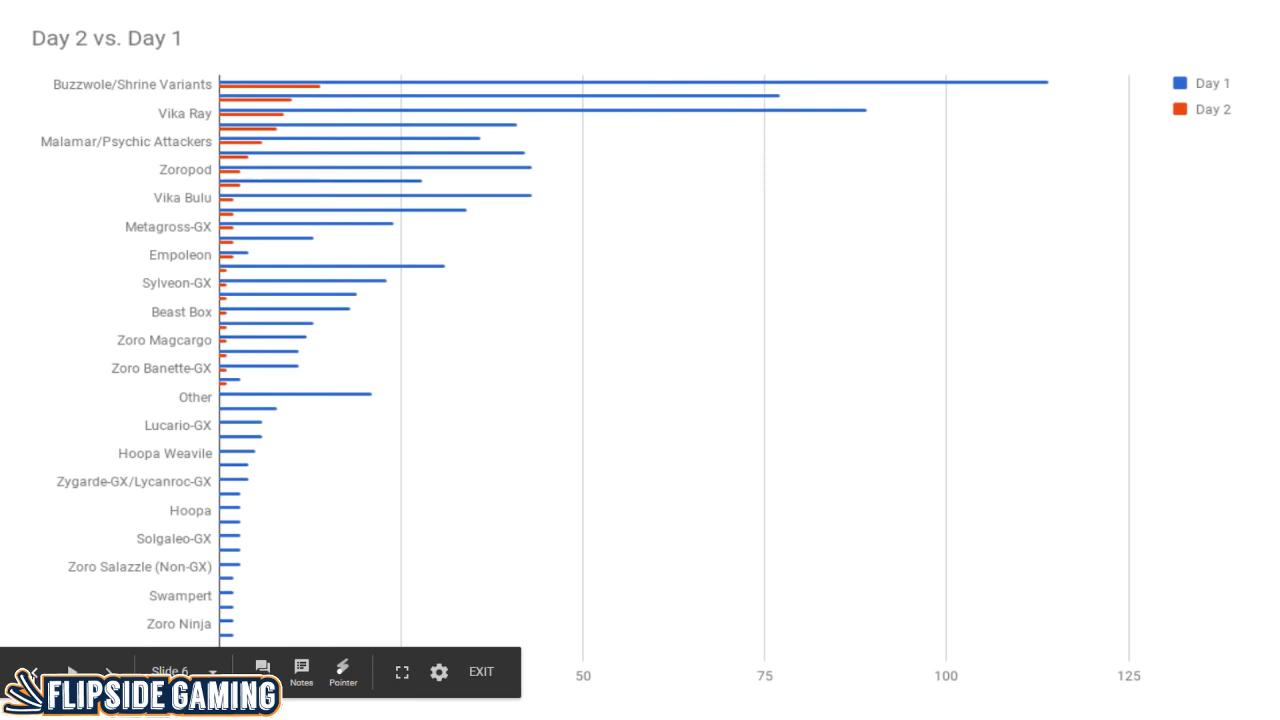 Day 2 vs. Day 1
Buzzwole/Shrine Variants
Vika Ray
Malamar/Psychic Attackers
Zoropod
Vika Bulu
Metagross-GX
Empoleon
Sylveon-GX
Beast Box
Zoro Magcargo
Zoro Banette-GX
Other
Lucario-GX
Hoopa Weavile
Zygarde-GX/Lycanroc-GX
Hoopa
Solgaleo-GX
Zoro Salazzle (Non-GX)
Swampert
Zoro Ninja
Day 1
Day 2
50 75 100 125
Slide 6
Notes
Pointer
EXIT
FLIPSIDE GAMING